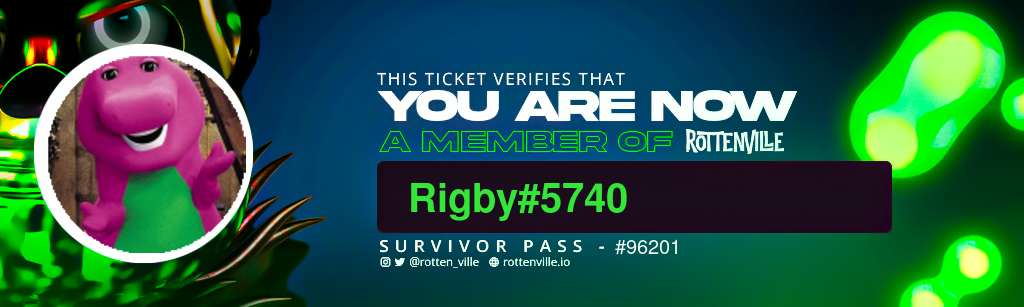 THIS TICKET VERIFIES THAT
YOU ARE NOW
A MEMBER OF ROTTENVILLE
Rigby#5740
SURVIVOR PASS - #96201
@rotten_ville rottenville.io